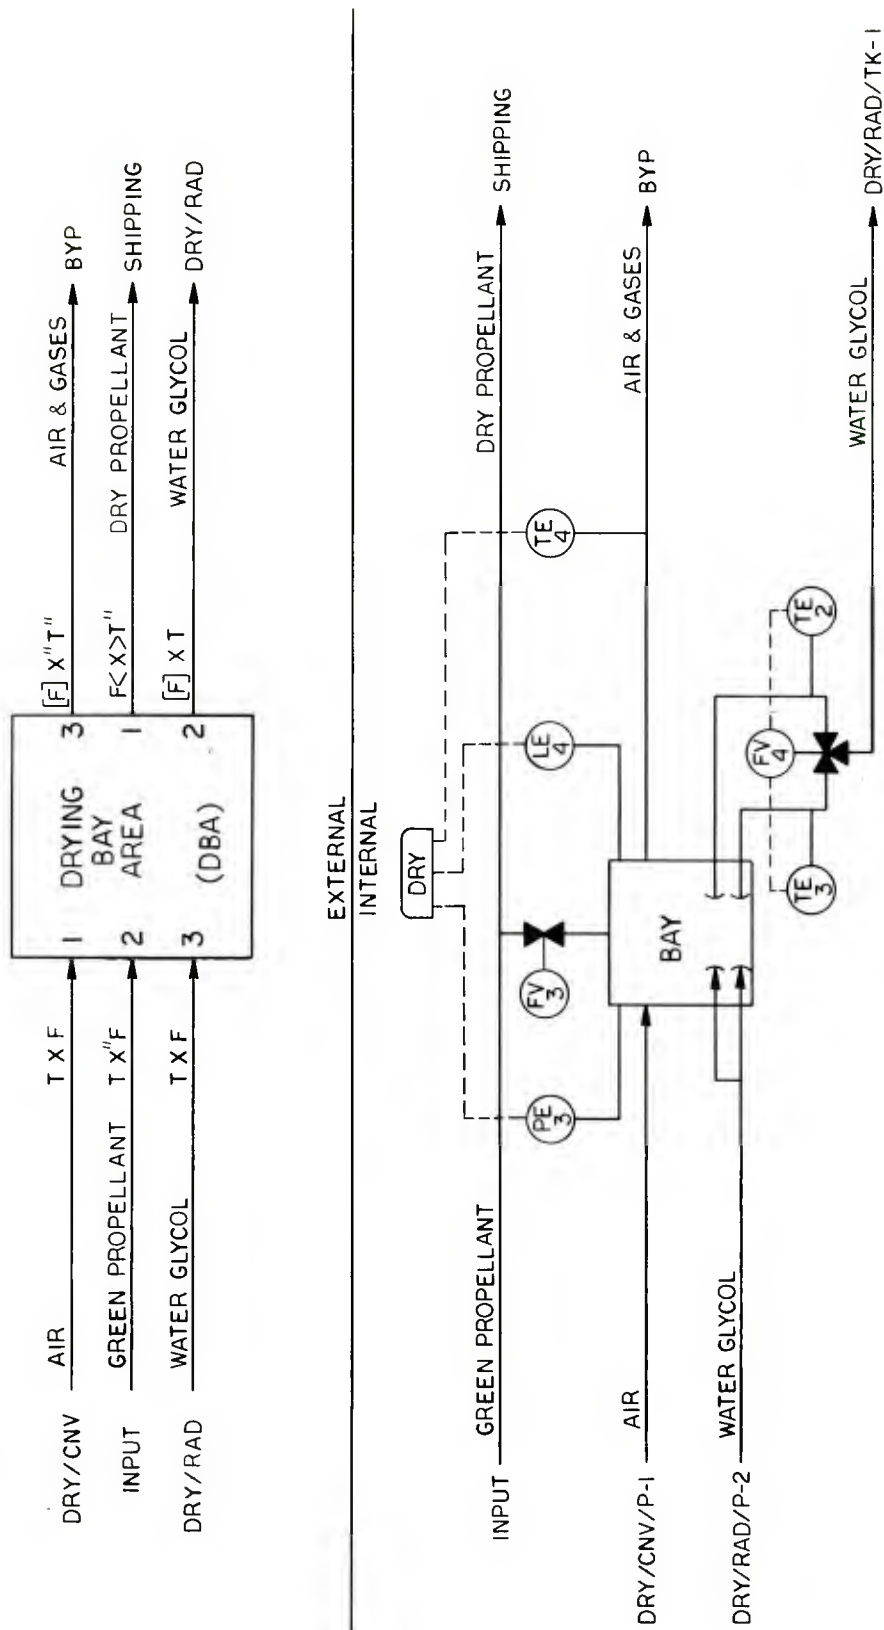 DRY/CNV AIR T X F
INPUT GREEN PROPELLANT T X"F
DRY/RAD WATER GLYCOL T X F
1 DRYING 3
2 BAY AREA 1
3 (DBA) 2
[F] X"T" AIR & GASES BYP
F<X>T" DRY PROPELLANT SHIPPING
[F] X T WATER GLYCOL DRY/RAD
EXTERNAL
INTERNAL
DRY
INPUT GREEN PROPELLANT DRY PROPELLANT SHIPPING
PE 3
FV 3
LE 4
TE 4
DRY/CNV/P-1 AIR AIR & GASES BYP
BAY
DRY/RAD/P-2 WATER GLYCOL
TE 3
FV 4
TE 2
WATER GLYCOL DRY/RAD/TK-1